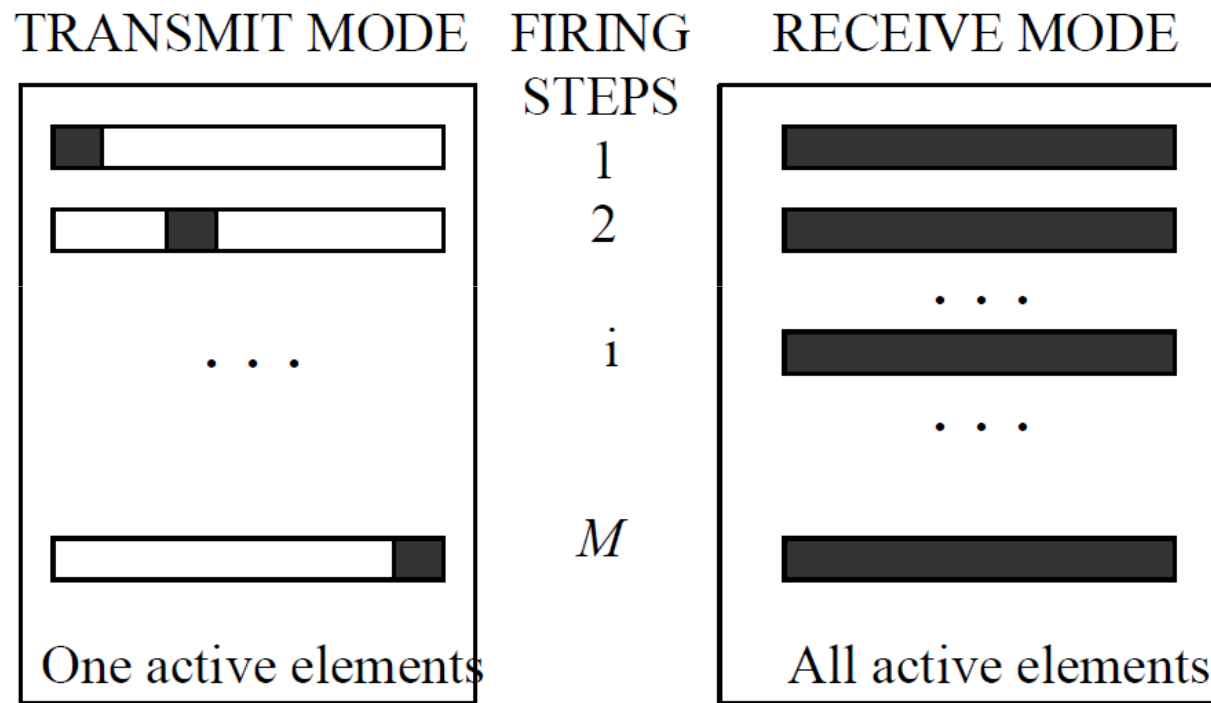 TRANSMIT MODE
FIRING
STEPS
RECEIVE MODE
1
2
. . .
i
. . .
. . .
M
One active elements
All active elements